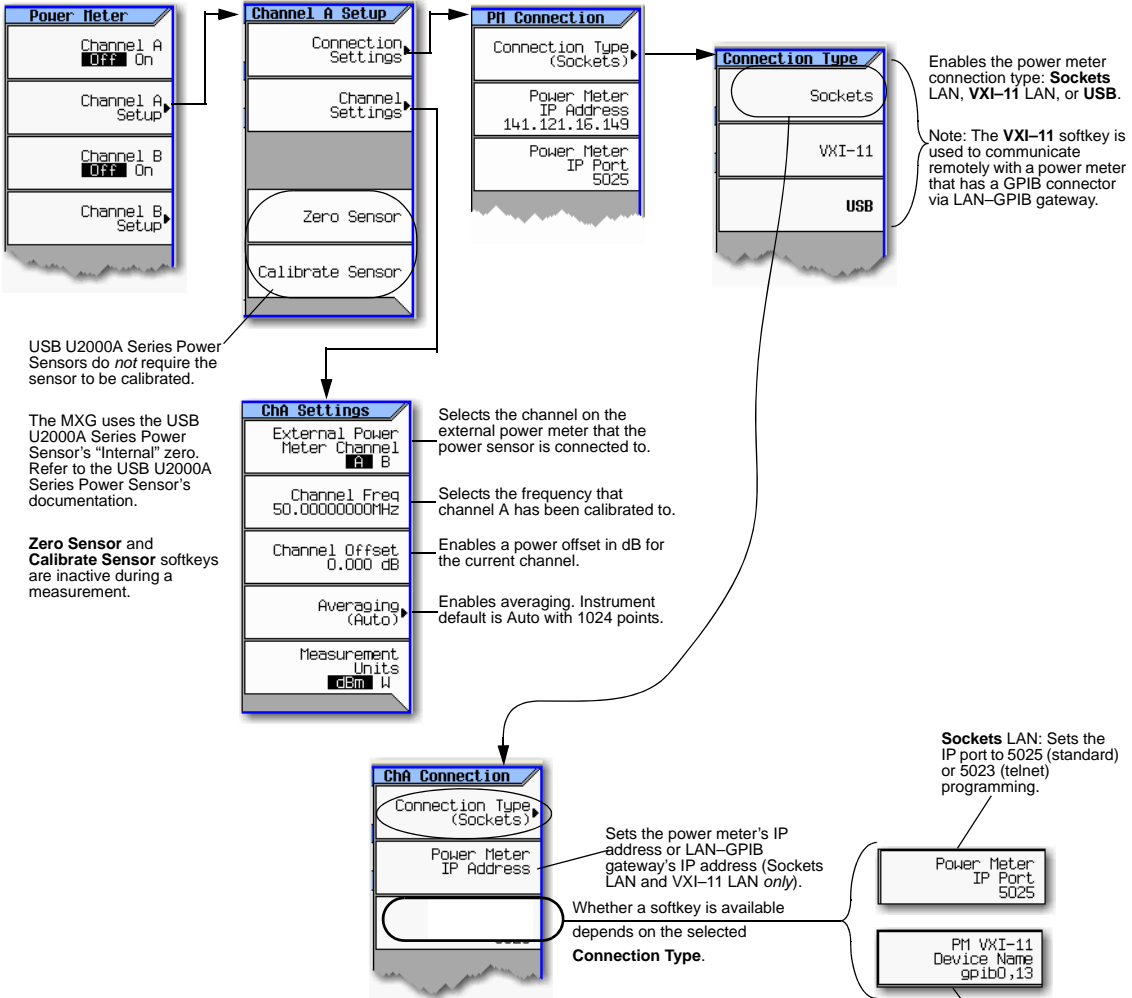 Power Meter
Channel A
Off On
Channel A
Setup
Channel B
Off On
Channel B
Setup
Channel A Setup
Connection
Settings
Channel
Settings
Zero Sensor
Calibrate Sensor
PM Connection
Connection Type
(Sockets)
Power Meter
IP Address
141.121.16.149
Power Meter
IP Port
5025
Connection Type
Sockets
VXI-11
USB
Enables the power meter
connection type: Sockets
LAN, VXI–11 LAN, or USB.
Note: The VXI–11 softkey is
used to communicate
remotely with a power meter
that has a GPIB connector
via LAN–GPIB gateway.
USB U2000A Series Power
Sensors do not require the
sensor to be calibrated.
The MXG uses the USB
U2000A Series Power
Sensor's “Internal” zero.
Refer to the USB U2000A
Series Power Sensor's
documentation.
Zero Sensor and
Calibrate Sensor softkeys
are inactive during a
measurement.
ChA Settings
External Power
Meter Channel
A B
Channel Freq
50.00000000MHz
Channel Offset
0.000 dB
Averaging
(Auto)
Measurement
Units
dBm W
Selects the channel on the
external power meter that the
power sensor is connected to.
Selects the frequency that
channel A has been calibrated to.
Enables a power offset in dB for
the current channel.
Enables averaging. Instrument
default is Auto with 1024 points.
ChA Connection
Connection Type
(Sockets)
Power Meter
IP Address
Sets the power meter's IP
address or LAN–GPIB
gateway's IP address (Sockets
LAN and VXI–11 LAN only).
Whether a softkey is available
depends on the selected
Connection Type.
Sockets LAN: Sets the
IP port to 5025 (standard)
or 5023 (telnet)
programming.
Power Meter
IP Port
5025
PM VXI-11
Device Name
gpib0,13